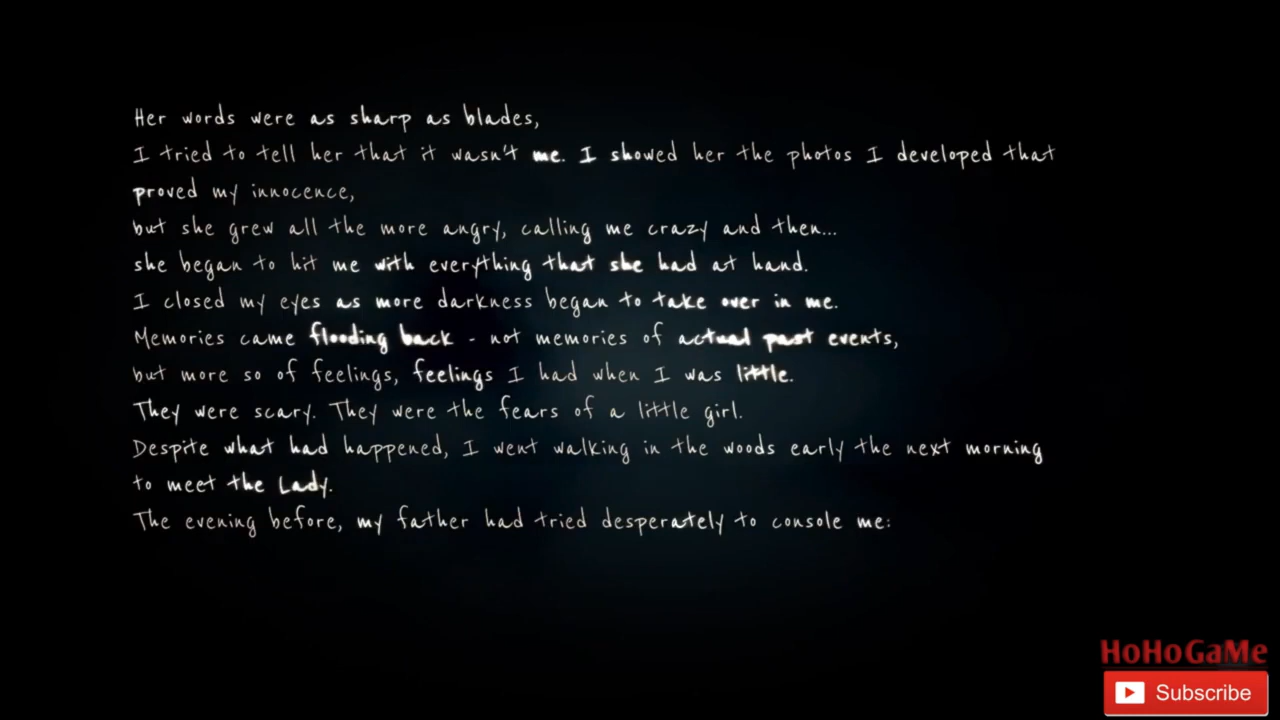 Her words were as sharp as blades,
I tried to tell her that it wasn't me. I showed her the photos I developed that
proved my innocence,
but she grew all the more angry, calling me crazy and then...
she began to hit me with everything that she had at hand.
I closed my eyes as more darkness began to take over in me.
Memories came flooding back - not memories of actual past events,
but more so of feelings, feelings I had when I was little.
They were scary. They were the fears of a little girl.
Despite what had happened, I went walking in the woods early the next morning
to meet the Lady.
The evening before, my father had tried desperately to console me:
HoHoGaMe
Subscribe